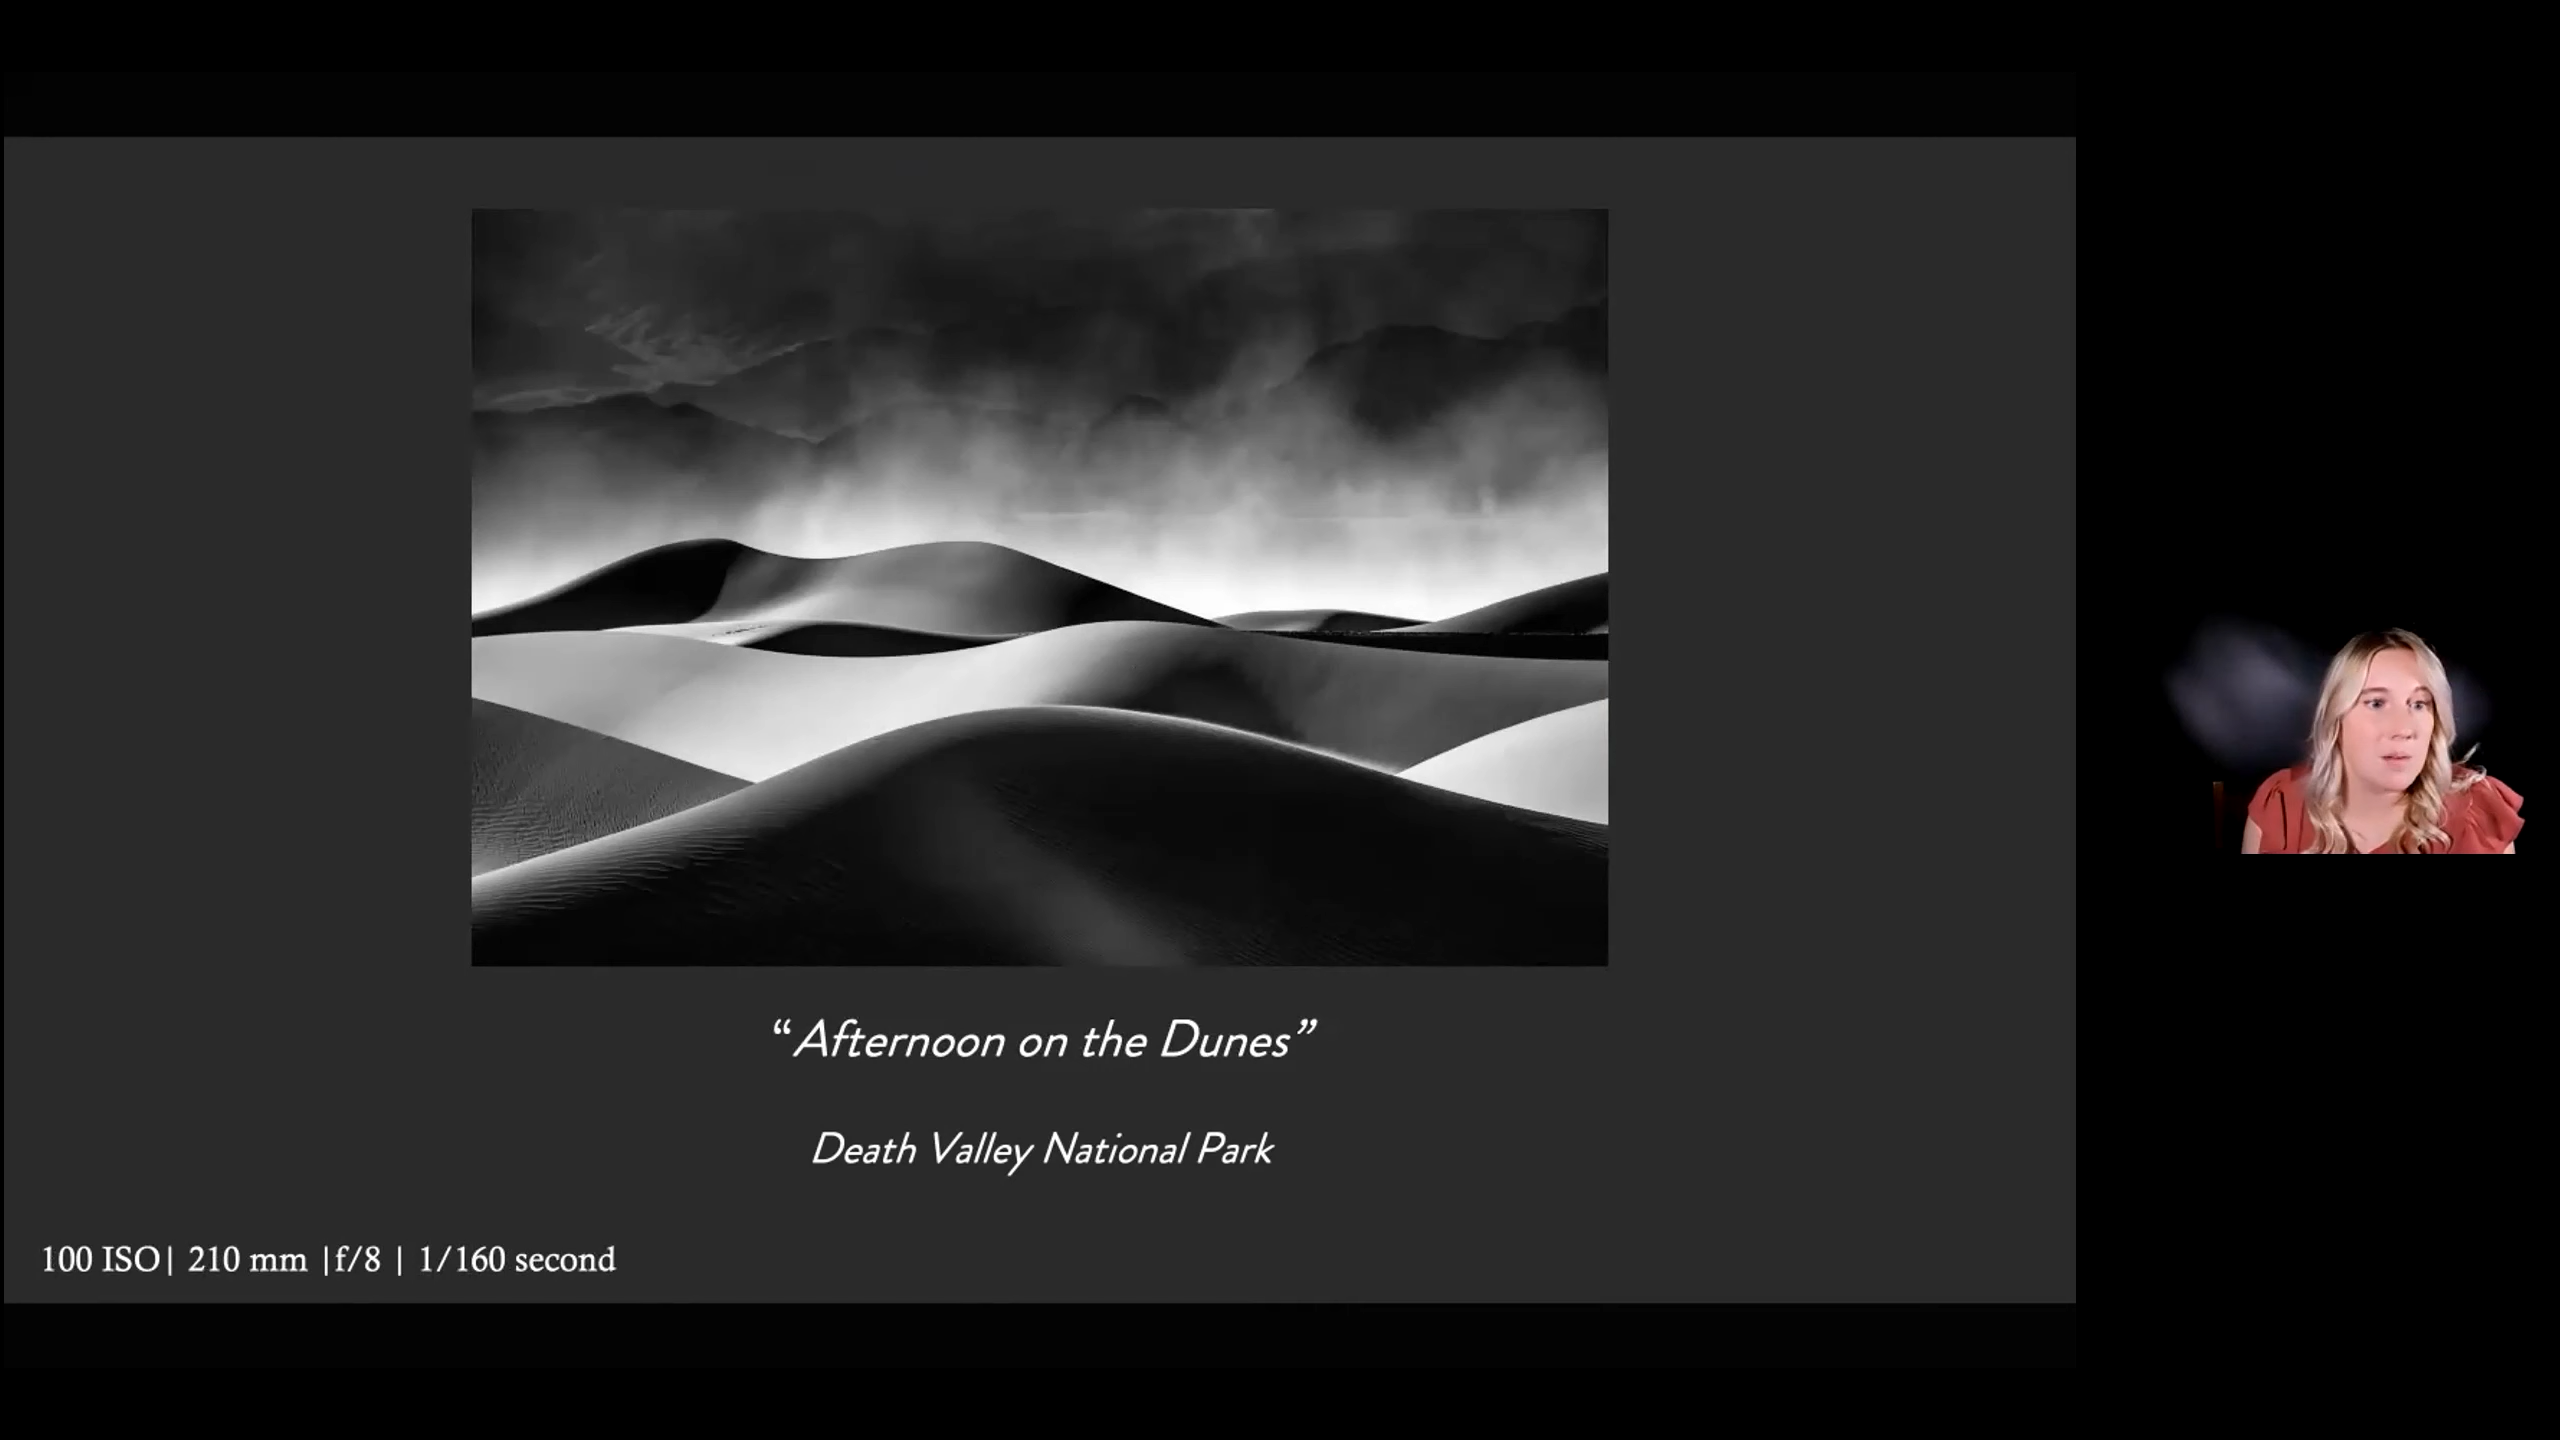 “Afternoon on the Dunes”
Death Valley National Park
100 ISO| 210 mm |f/8 | 1/160 second